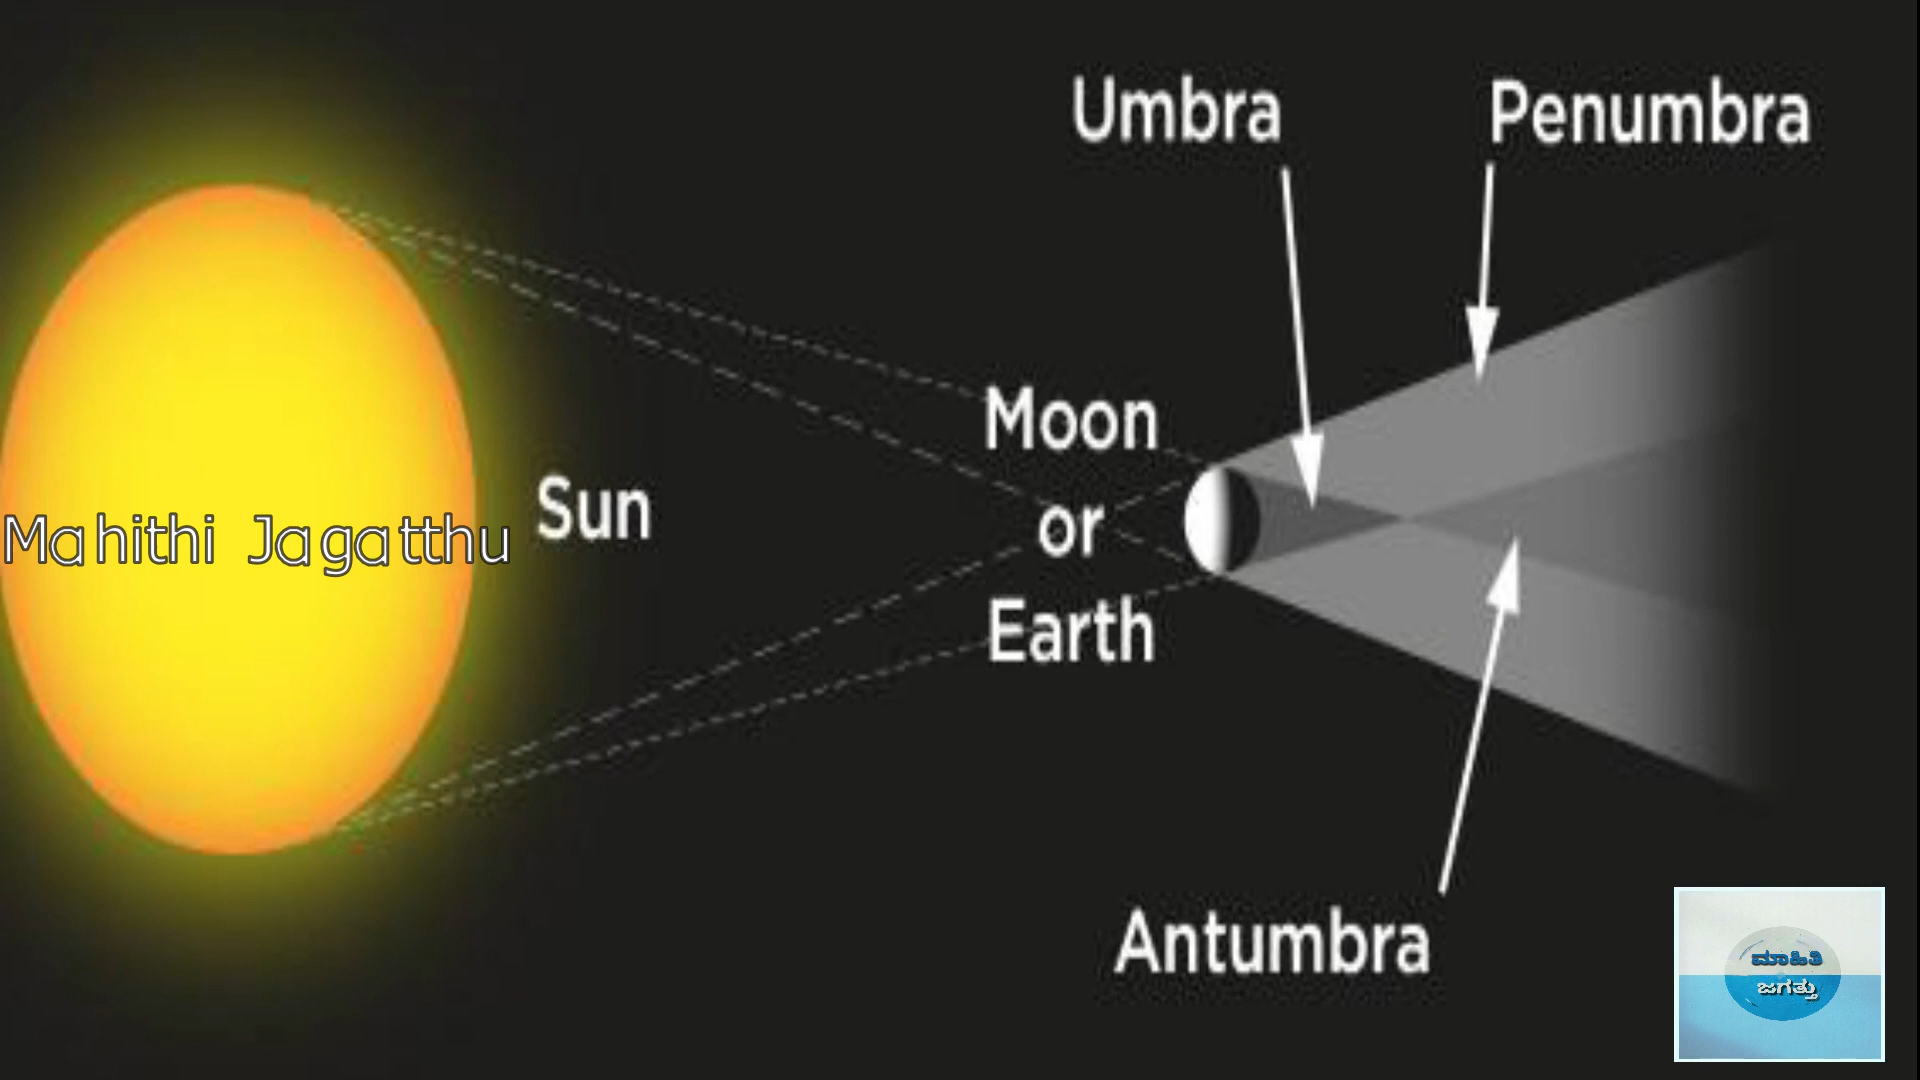 Umbra
Penumbra
Moon
or
Earth
Sun
Mahithi Jagatthu
Antumbra
ಮಾಹಿತಿ
ಜಗತ್ತು